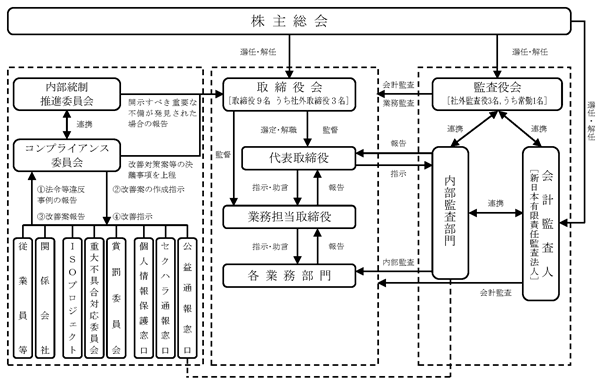 株主総会
選任・解任
選任・解任
選任・解任
内部統制
推進委員会
連携
コンプライアンス
委員会
開示すべき重要な
不備が発見された
場合の報告
改善対策案等の決
議事項を上程
①法令等違反
事例の報告
②改善案の作成指示
③改善案報告
④改善指示
従業員等
関係会社
ISOプロジェクト
重大不具合対応委員会
賞罰委員会
個人情報保護窓口
セクハラ通報窓口
公益通報窓口
取締役会
[取締役9名 うち社外取締役3名]
選定・解職
監督
監督
代表取締役
指示・助言
報告
業務担当取締役
指示・助言
報告
各業務部門
会計監査
業務監査
報告
指示
内部監査
会計監査
監査役会
[社外監査役3名、うち常勤1名]
連携
連携
内部監査部門
連携
会計監査人
[新日本有限責任監査法人]